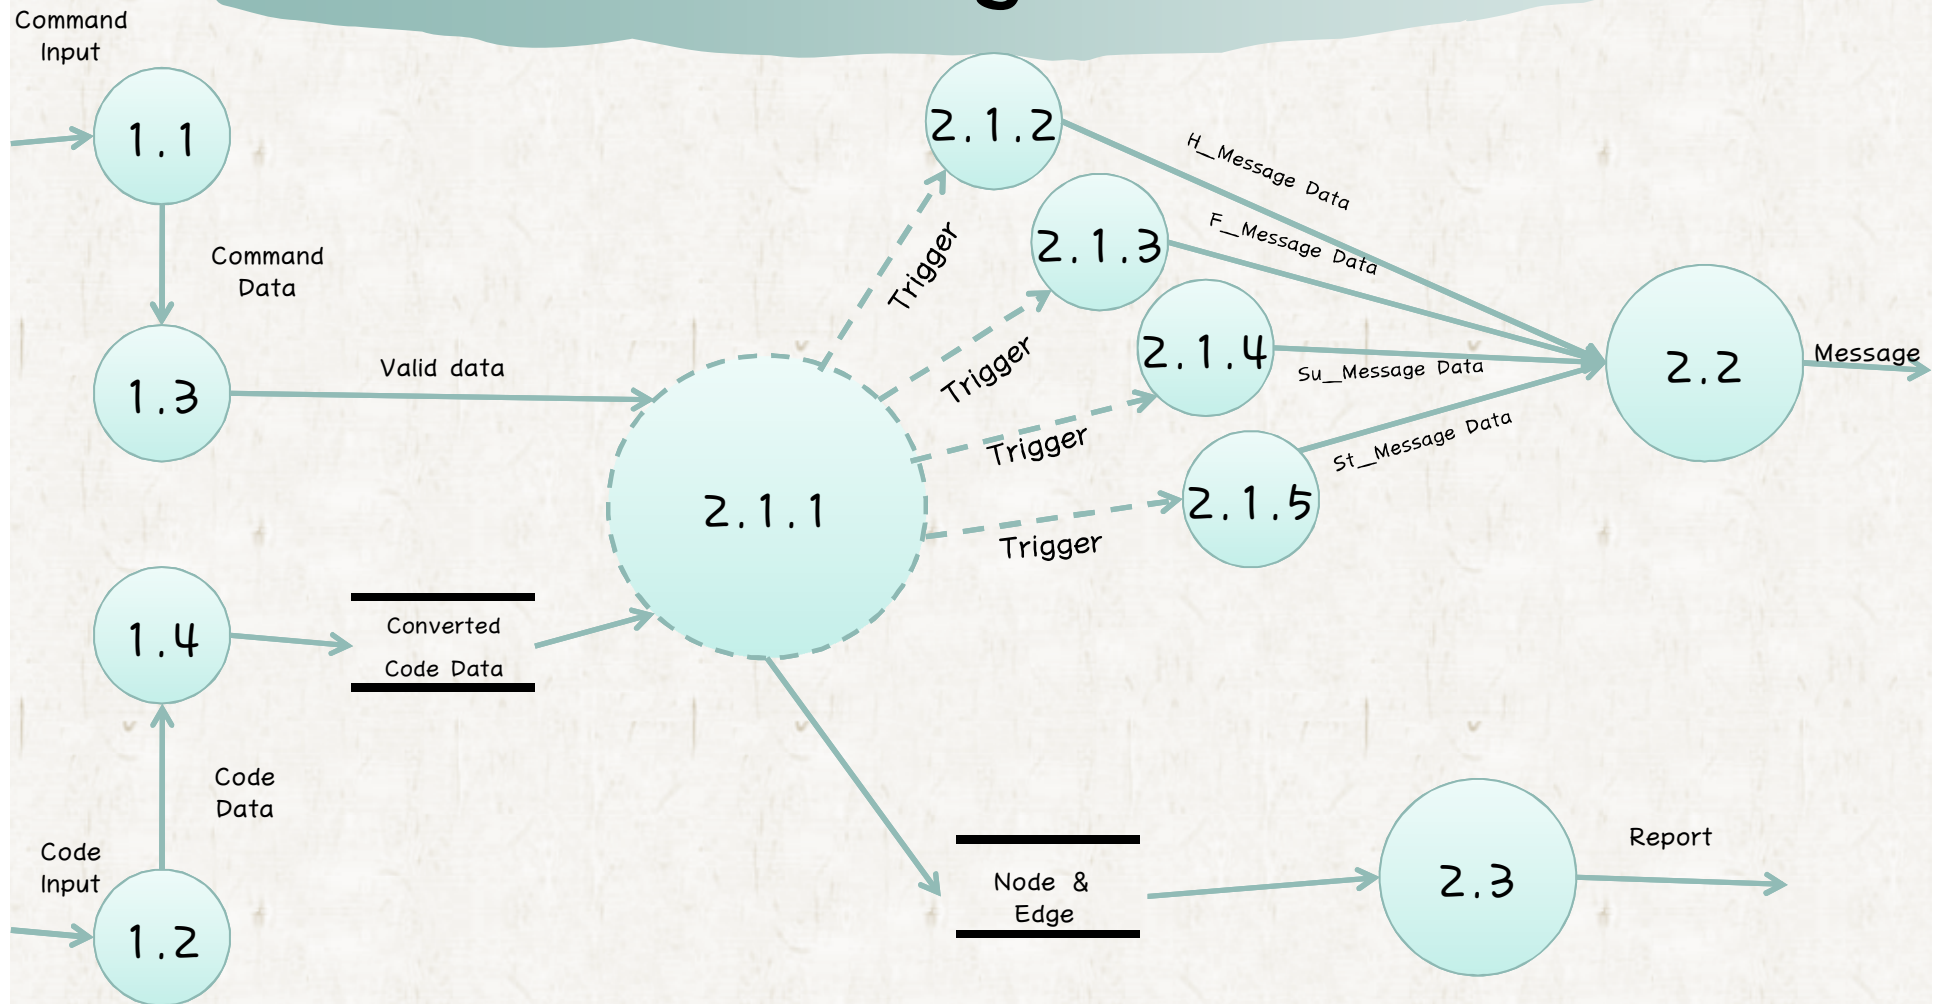 Command
Input
1.1
2.1.2
H_Message Data
Command
Data
2.1.3
F_Message Data
Trigger
1.3
Valid data
Trigger
2.1.4
Su_Message Data
2.2
Message
Trigger
St_Message Data
2.1.1
2.1.5
Trigger
1.4
Converted
Code Data
Code
Data
Code
Input
1.2
Node &
Edge
2.3
Report